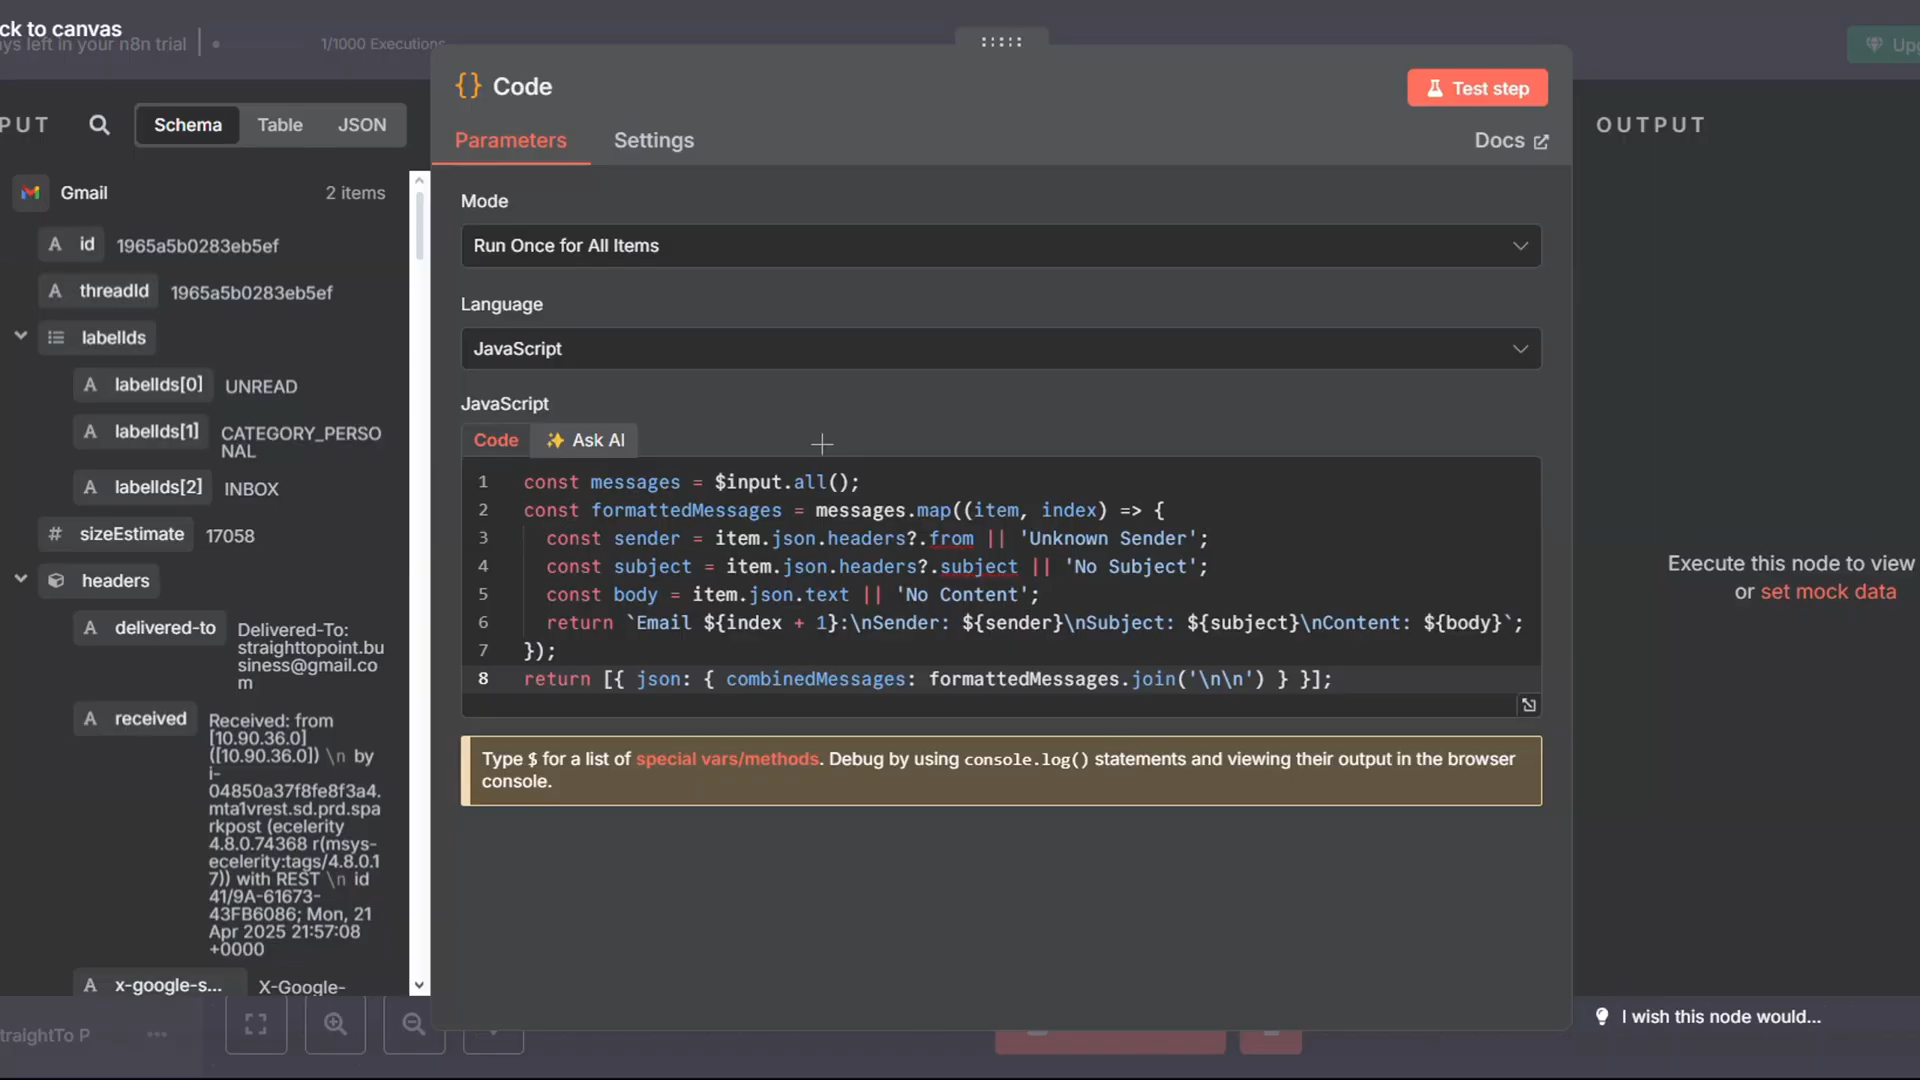 ck to canvas
ays left in your n8n trial
1/1000 Executions
Upg
PUT
Schema
Table
JSON
Gmail
2 items
A id 1965a5b0283eb5ef
A threadId 1965a5b0283eb5ef
labelIds
A labelIds[0] UNREAD
A labelIds[1] CATEGORY_PERSO
NAL
A labelIds[2] INBOX
# sizeEstimate 17058
headers
A delivered-to Delivered-To:
straighttopoint.bu
siness@gmail.co
m
A received Received: from
[10.90.36.0]
([10.90.36.0]) \n by
i-
04850a37f8fe8f3a4.
mta1vrest.sd.prd.spa
rkpost (ecelerity
4.8.0.74368 r(msys-
ecelerity:tags/4.8.0.1
7)) with REST \n id
41/9A-61673-
43FB6086; Mon, 21
Apr 2025 21:57:08
+0000
A x-google-s... X-Google-
traightTo P
{} Code
Test step
Parameters
Settings
Docs
Mode
Run Once for All Items
Language
JavaScript
JavaScript
Code
Ask AI
1 const messages = $input.all();
2 const formattedMessages = messages.map((item, index) => {
3 const sender = item.json.headers?.from || 'Unknown Sender';
4 const subject = item.json.headers?.subject || 'No Subject';
5 const body = item.json.text || 'No Content';
6 return `Email ${index + 1}:\nSender: ${sender}\nSubject: ${subject}\nContent: ${body}`;
7 });
8 return [{ json: { combinedMessages: formattedMessages.join('\n\n') } }];
Type $ for a list of special vars/methods. Debug by using console.log() statements and viewing their output in the browser
console.
OUTPUT
Execute this node to view
or set mock data
I wish this node would...